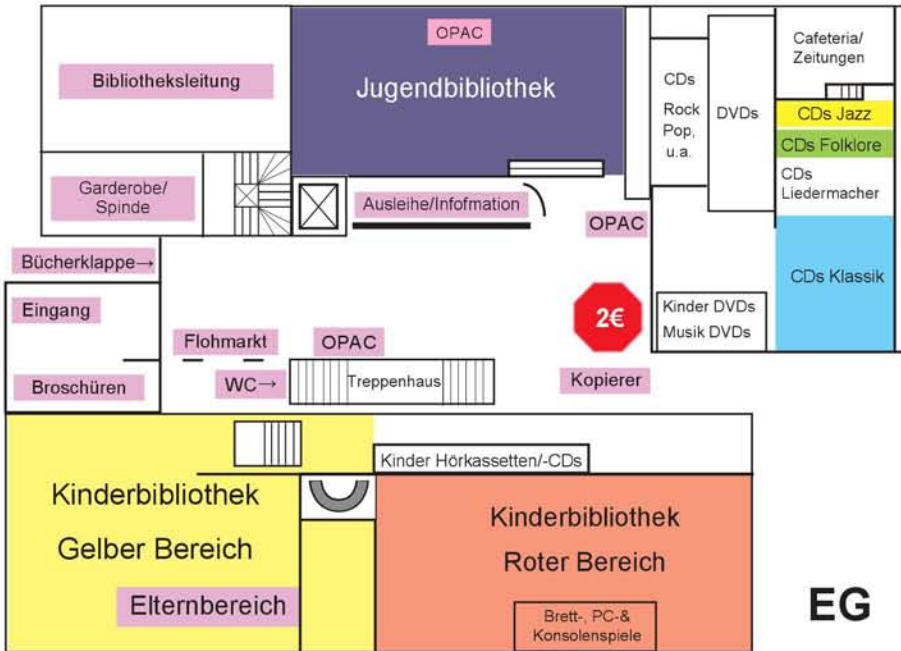 OPAC
Bibliotheksleitung
Jugendbibliothek
CDs
Rock
Pop,
u.a.
DVDs
Cafeteria/
Zeitungen
CDs Jazz
CDs Folklore
CDs
Liedermacher
Garderobe/
Spinde
Ausleihe/Infofmation
OPAC
Bücherklappe→
CDs Klassik
Eingang
2€
Kinder DVDs
Musik DVDs
Flohmarkt
OPAC
Broschüren
WC→
Treppenhaus
Kopierer
Kinder Hörkassetten/-CDs
Kinderbibliothek
Gelber Bereich
Elternbereich
Kinderbibliothek
Roter Bereich
Brett-, PC-&
Konsolenspiele
EG